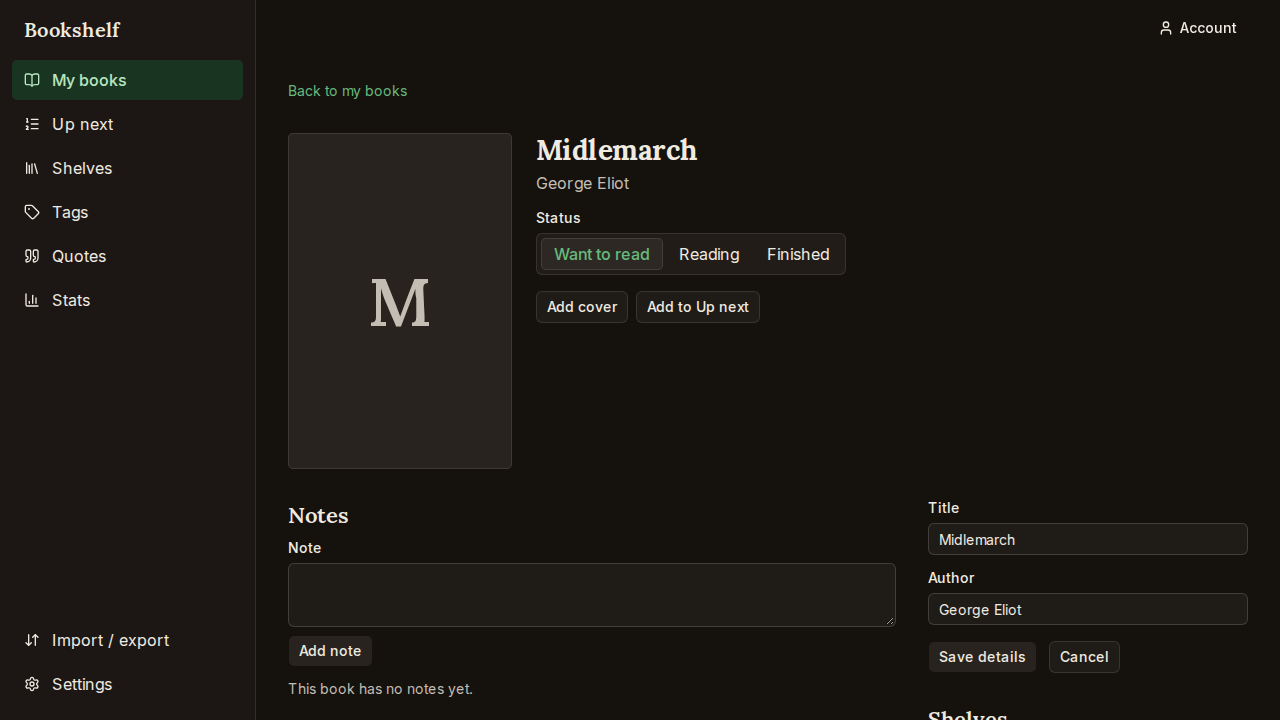 Bookshelf
My books
Up next
Shelves
Tags
Quotes
Stats
Import / export
Settings
Account
Back to my books
M
Midlemarch
George Eliot
Status
Want to read
Reading
Finished
Add cover
Add to Up next
Notes
Note
Add note
This book has no notes yet.
Title
Midlemarch
Author
George Eliot
Save details
Cancel
Shelves